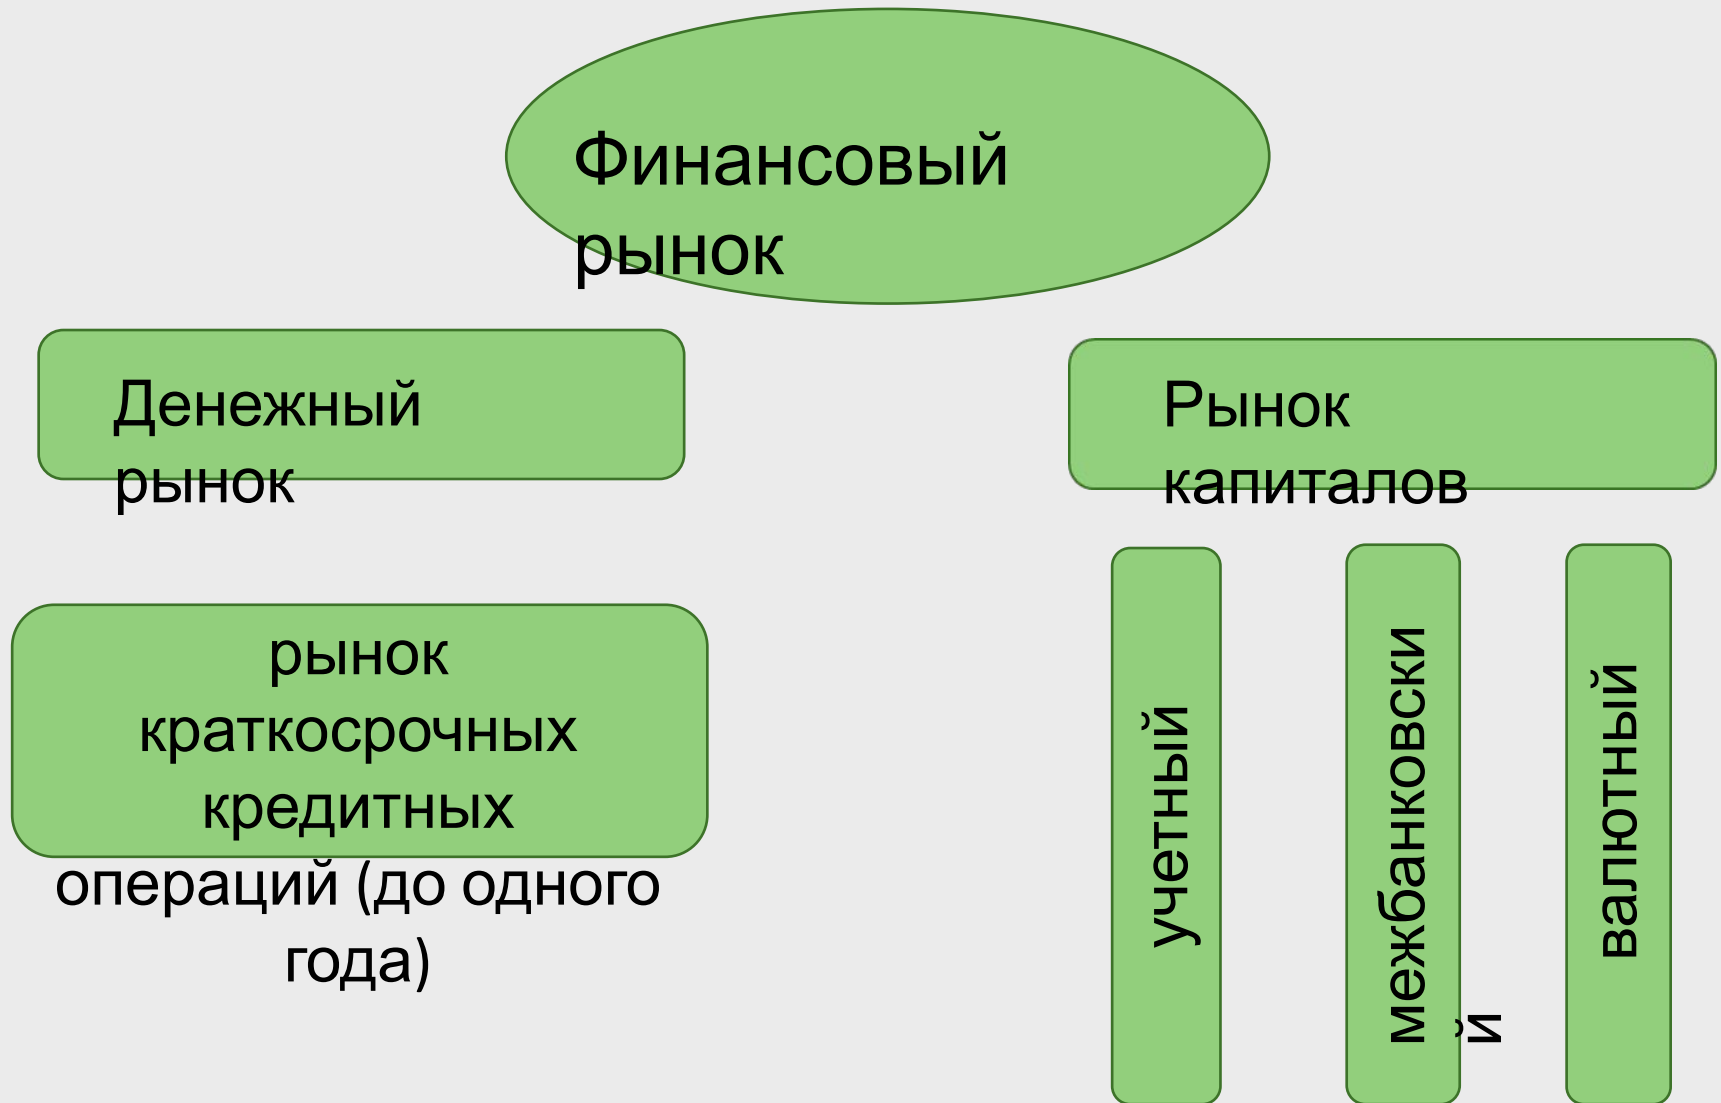 Финансовый
рынок
Денежный
рынок
Рынок
капиталов
рынок
краткосрочных
кредитных
операций (до одного
года)
учетный
межбанковски
й
валютный